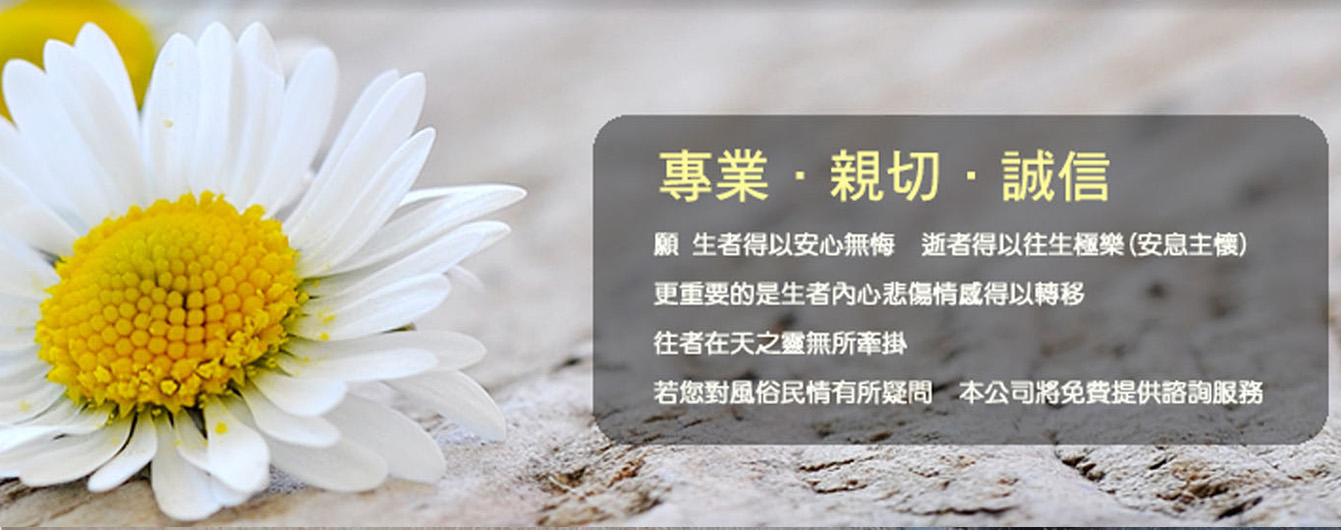 專業·親切·誠信
願 生者得以安心無悔　逝者得以往生極樂(安息主懷)
更重要的是生者內心悲傷情感得以轉移
往者在天之靈無所牽掛
若您對風俗民情有所疑問　本公司將免費提供諮詢服務